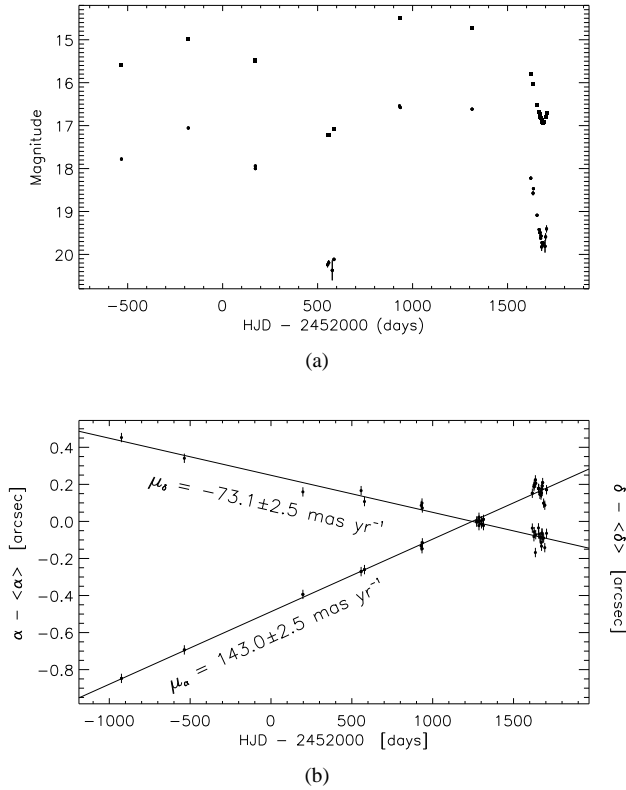 15
16
17
18
19
20
Magnitude
−500 0 500 1000 1500
HJD − 2452000 (days)
(a)
0.4
0.2
0.0
−0.2
−0.4
−0.6
−0.8
α − <α> [arcsec]
μδ = −73.1±2.5 mas yr⁻¹
μα = 143.0±2.5 mas yr⁻¹
δ − <δ> [arcsec]
−1000 −500 0 500 1000 1500
HJD − 2452000 [days]
(b)